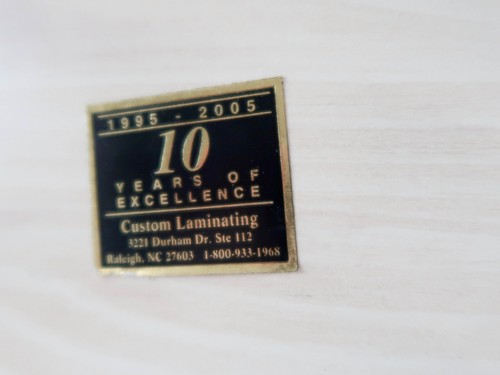 1995 - 2005
10
YEARS OF
EXCELLENCE
Custom Laminating
3221 Durham Dr. Ste 112
Raleigh, NC 27603 1-800-933-1968